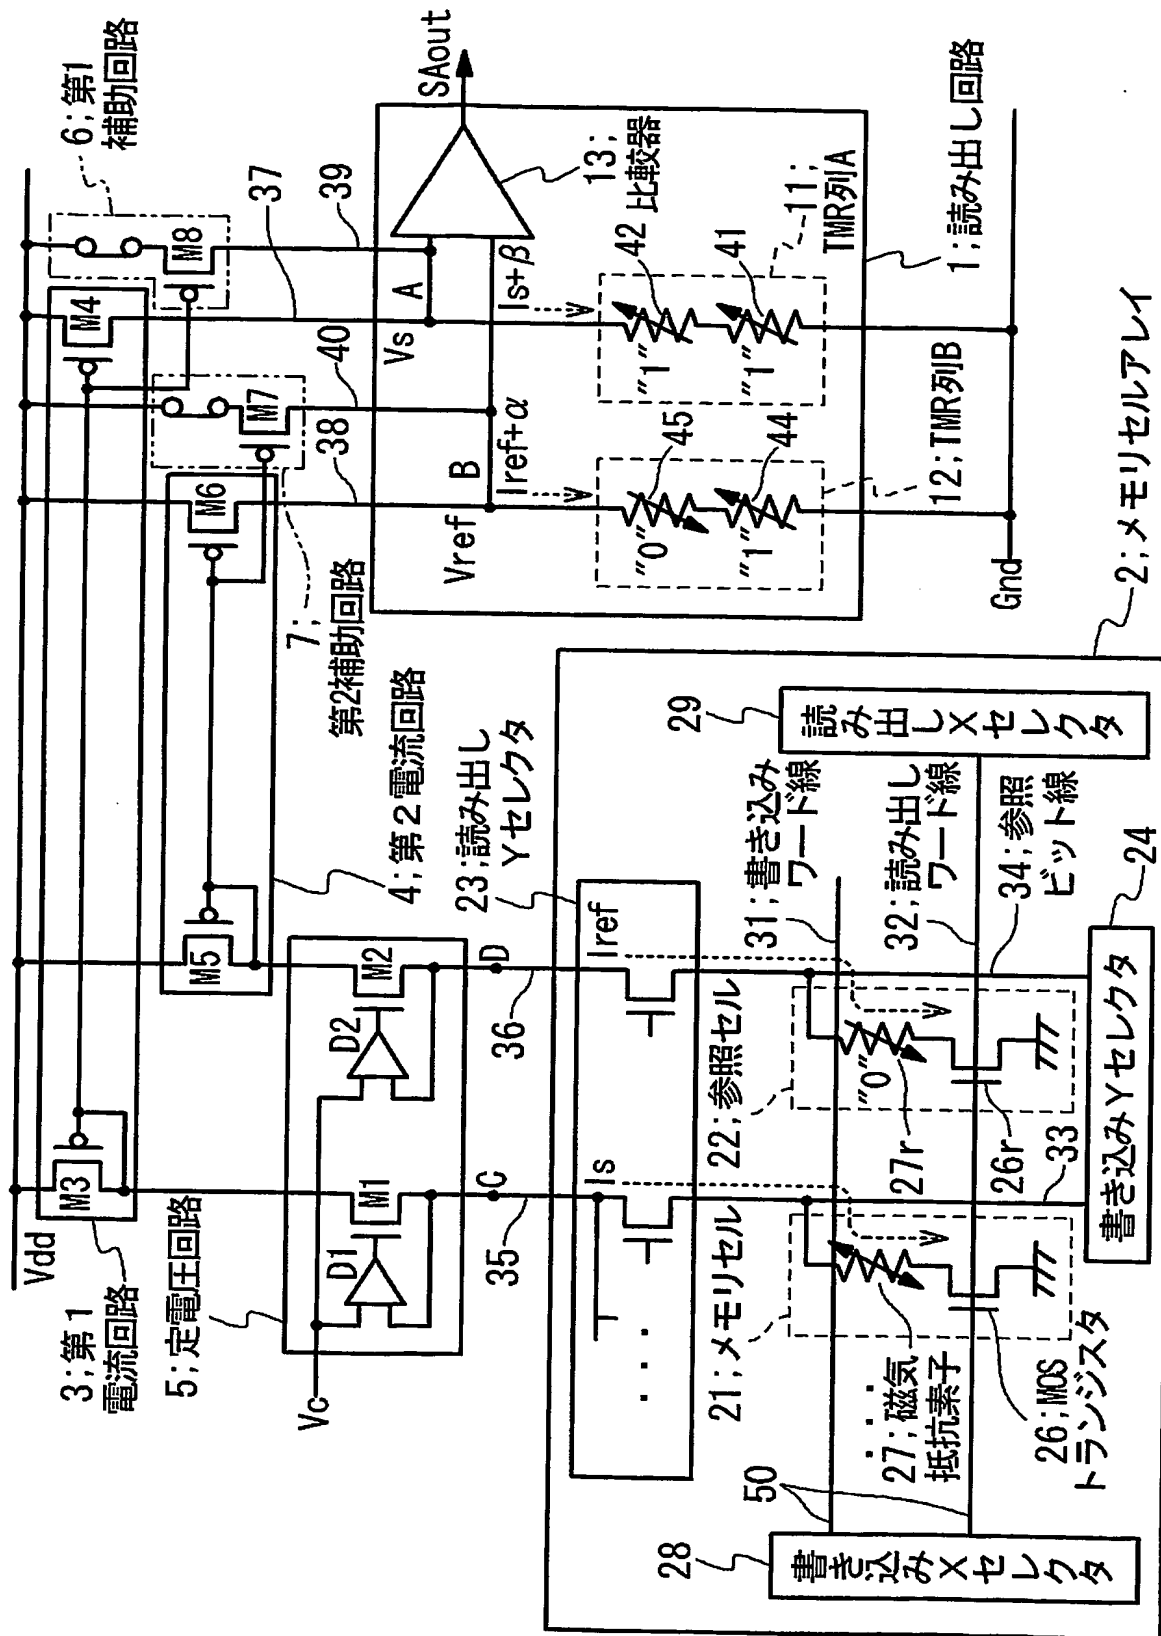 Vdd
3;第1
電流回路
M3
M4
6;第1
補助回路
M8
37
39
5;定電圧回路
Vc
D1
M1
D2
M2
M5
M6
4;第2電流回路
7;
第2補助回路
M7
38
40
35
C
36
D
23;読み出し
Yセレクタ
Is
Iref
・・・
Vs
A
Vref
B
Is+β
Iref+α
SAout
13;
比較器
42
41
"1"
"1"
11;
TMR列A
45
44
"0"
"1"
12;TMR列B
1;読み出し回路
Gnd
2;メモリセルアレイ
29
読み出しXセレクタ
31;書き込み
ワード線
32;読み出し
ワード線
34;参照
ビット線
24
書き込みYセレクタ
33
22;参照セル
"0"
27r
26r
21;メモリセル
・・・
27;磁気
抵抗素子
26;MOS
トランジスタ
50
28
書き込みXセレクタ